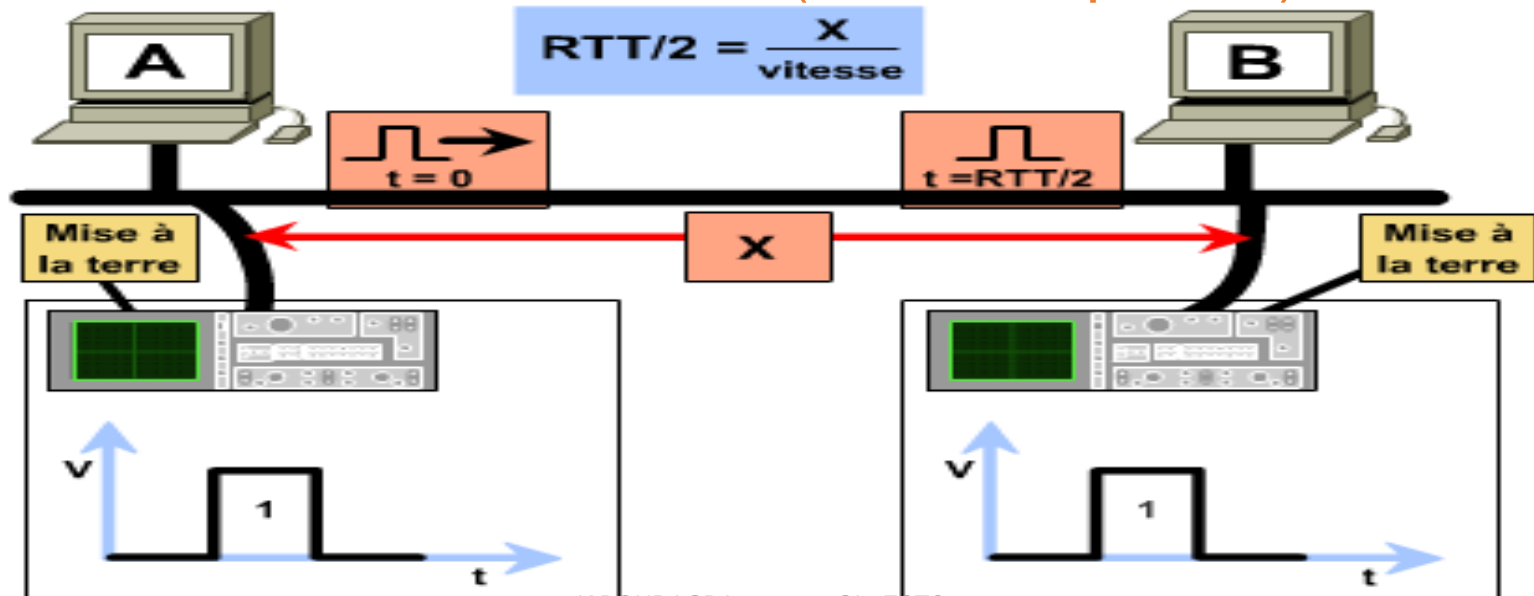 A
RTT/2 = x / vitesse
B
t = 0
t =RTT/2
Mise à
la terre
x
Mise à
la terre
V
1
t
V
1
t